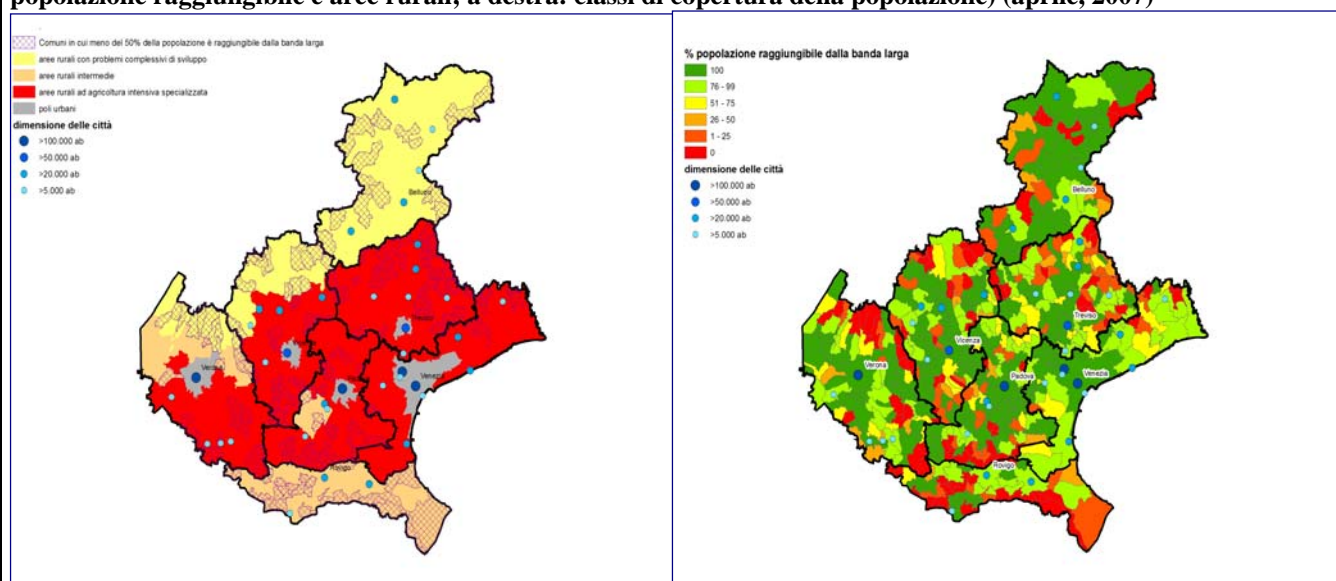 popolazione raggiungibile e aree rurali; a destra: classi di copertura della popolazione) (aprile, 2007)
Comuni in cui meno del 50% della popolazione è raggiungibile dalla banda larga
aree rurali con problemi complessivi di sviluppo
aree rurali intermedie
aree rurali ad agricoltura intensiva specializzata
poli urbani
dimensione delle città
>100.000 ab
>50.000 ab
>20.000 ab
>5.000 ab
Belluno
Treviso
Venezia
Rovigo
% popolazione raggiungibile dalla banda larga
100
76 - 99
51 - 75
26 - 50
1 - 25
0
dimensione delle città
>100.000 ab
>50.000 ab
>20.000 ab
>5.000 ab
Belluno
Treviso
Vicenza
Verona
Padova
Venezia
Rovigo